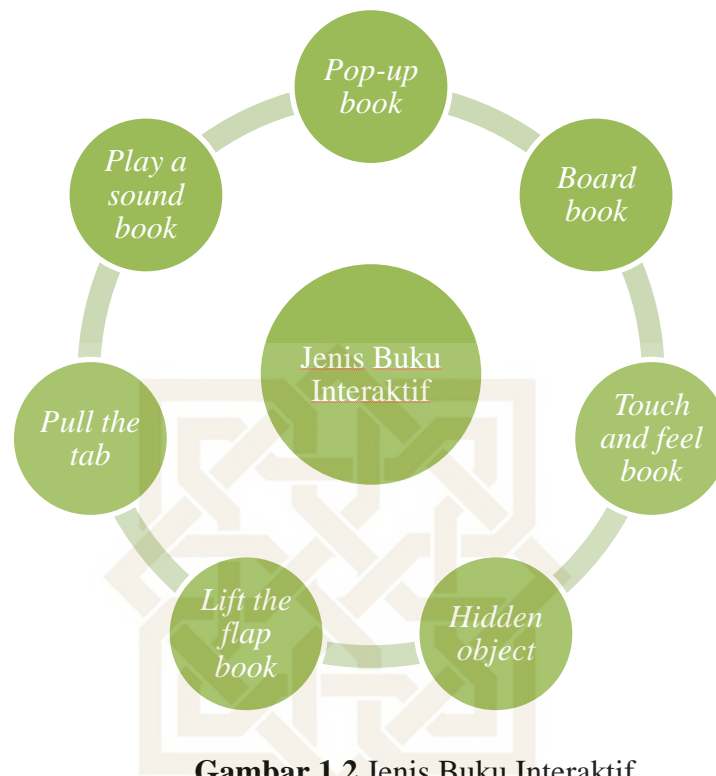 Pop-up
book
Board
book
Touch
and feel
book
Hidden
object
Lift the
flap
book
Pull the
tab
Play a
sound
book
Jenis Buku
Interaktif
Gambar 1.2 Jenis Buku Interaktif